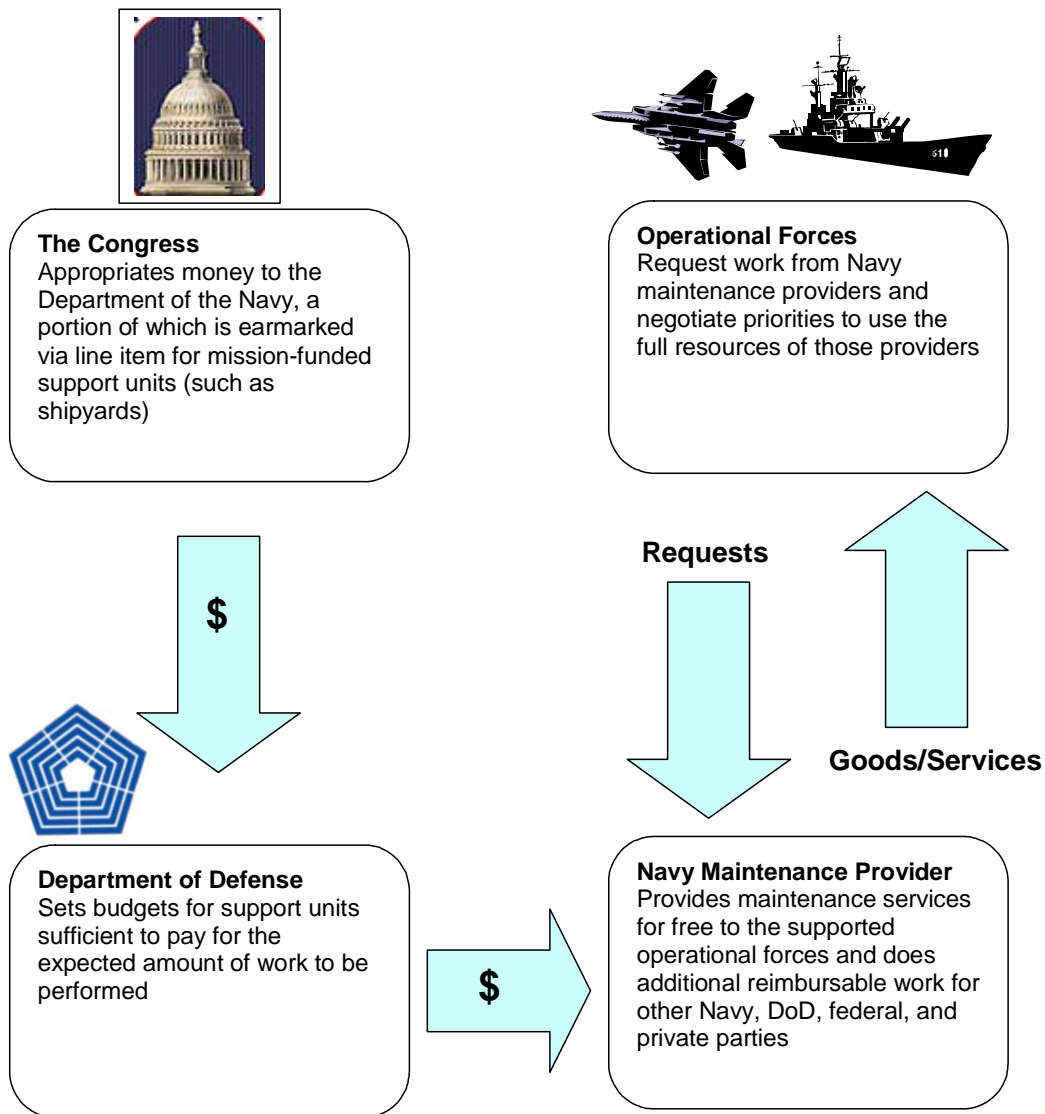 The Congress
Appropriates money to the
Department of the Navy, a
portion of which is earmarked
via line item for mission-funded
support units (such as
shipyards)
510
Operational Forces
Request work from Navy
maintenance providers and
negotiate priorities to use the
full resources of those providers
$
Requests
Goods/Services
Department of Defense
Sets budgets for support units
sufficient to pay for the
expected amount of work to be
performed
$
Navy Maintenance Provider
Provides maintenance services
for free to the supported
operational forces and does
additional reimbursable work for
other Navy, DoD, federal, and
private parties